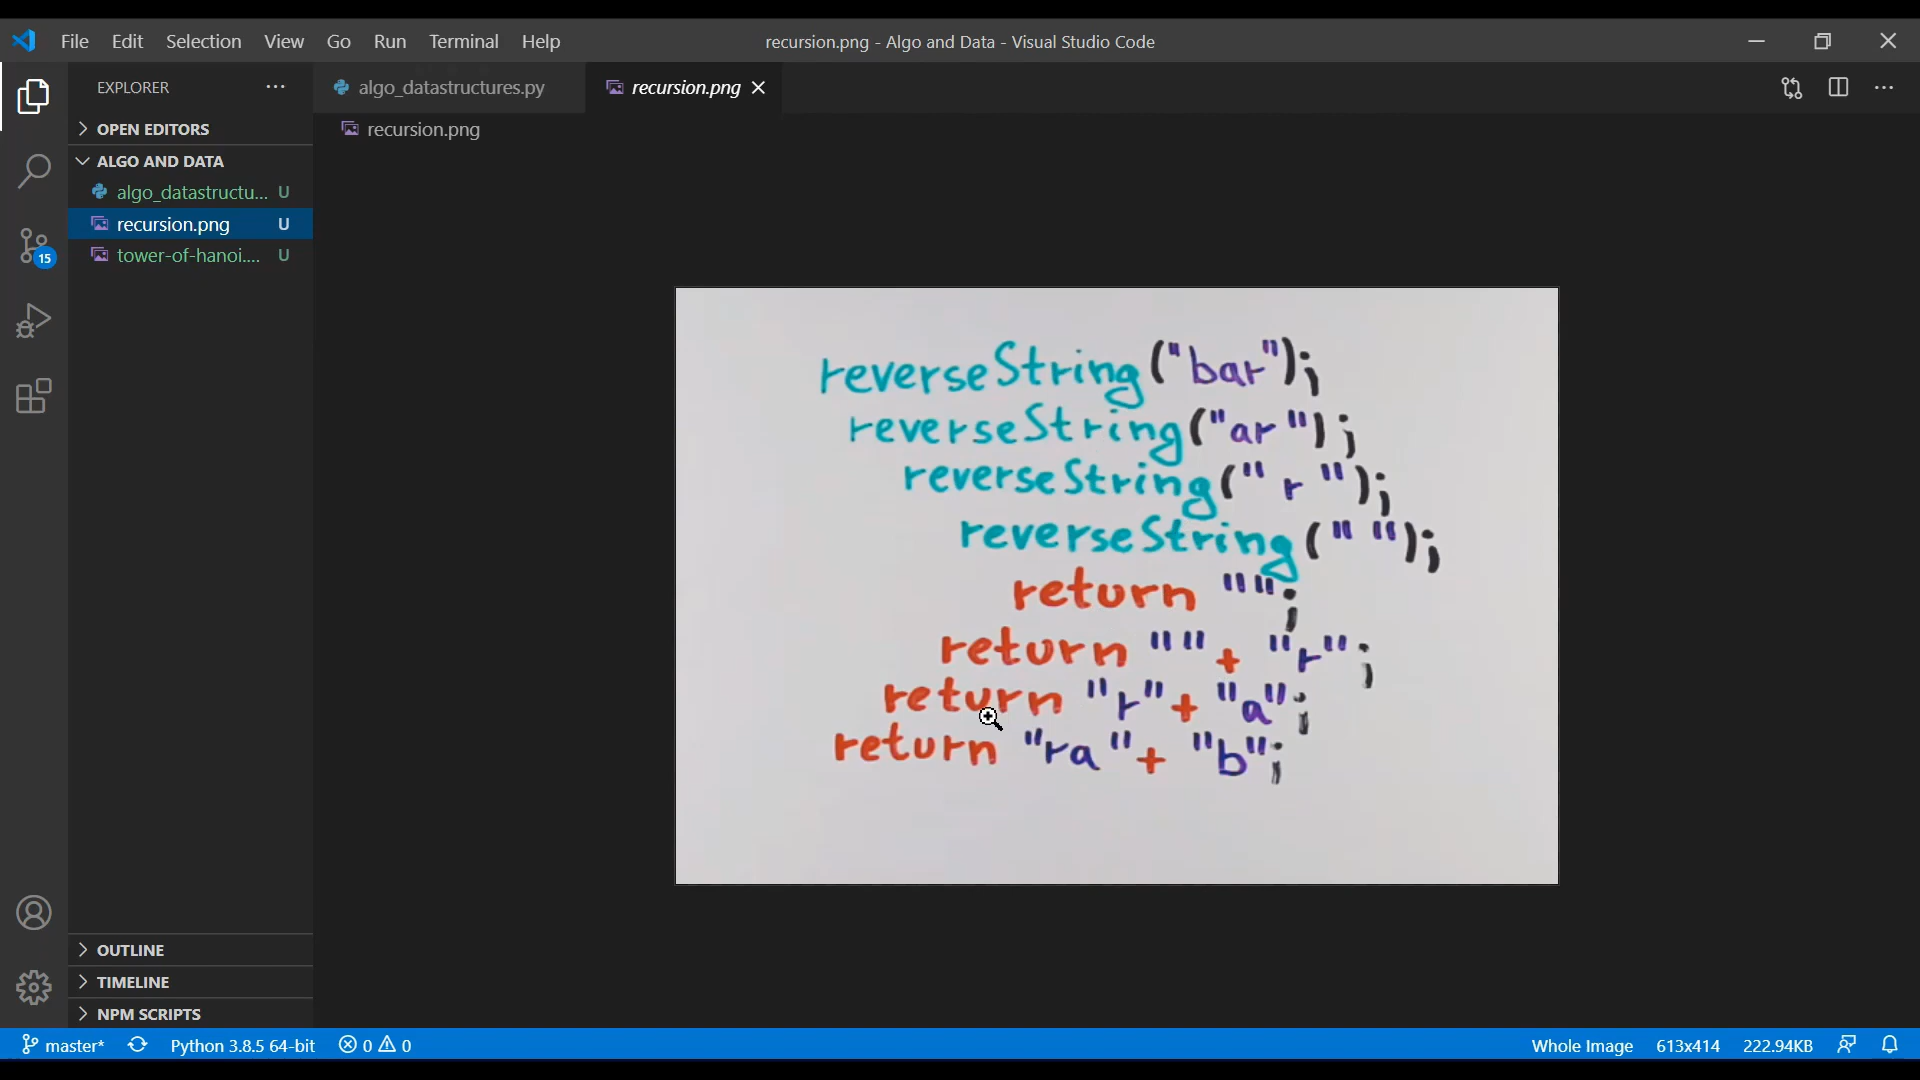 File Edit Selection View Go Run Terminal Help
recursion.png - Algo and Data - Visual Studio Code
EXPLORER
algo_datastructures.py
recursion.png
OPEN EDITORS
recursion.png
ALGO AND DATA
algo_datastructu... U
recursion.png U
tower-of-hanoi.... U
15
reverseString("bar");
reverseString("ar");
reverseString("r");
reverseString(" ");
return "";
return "" + "r";
return "r" + "a";
return "ra" + "b";
OUTLINE
TIMELINE
NPM SCRIPTS
master* Python 3.8.5 64-bit 0 0 Whole Image 613x414 222.94KB